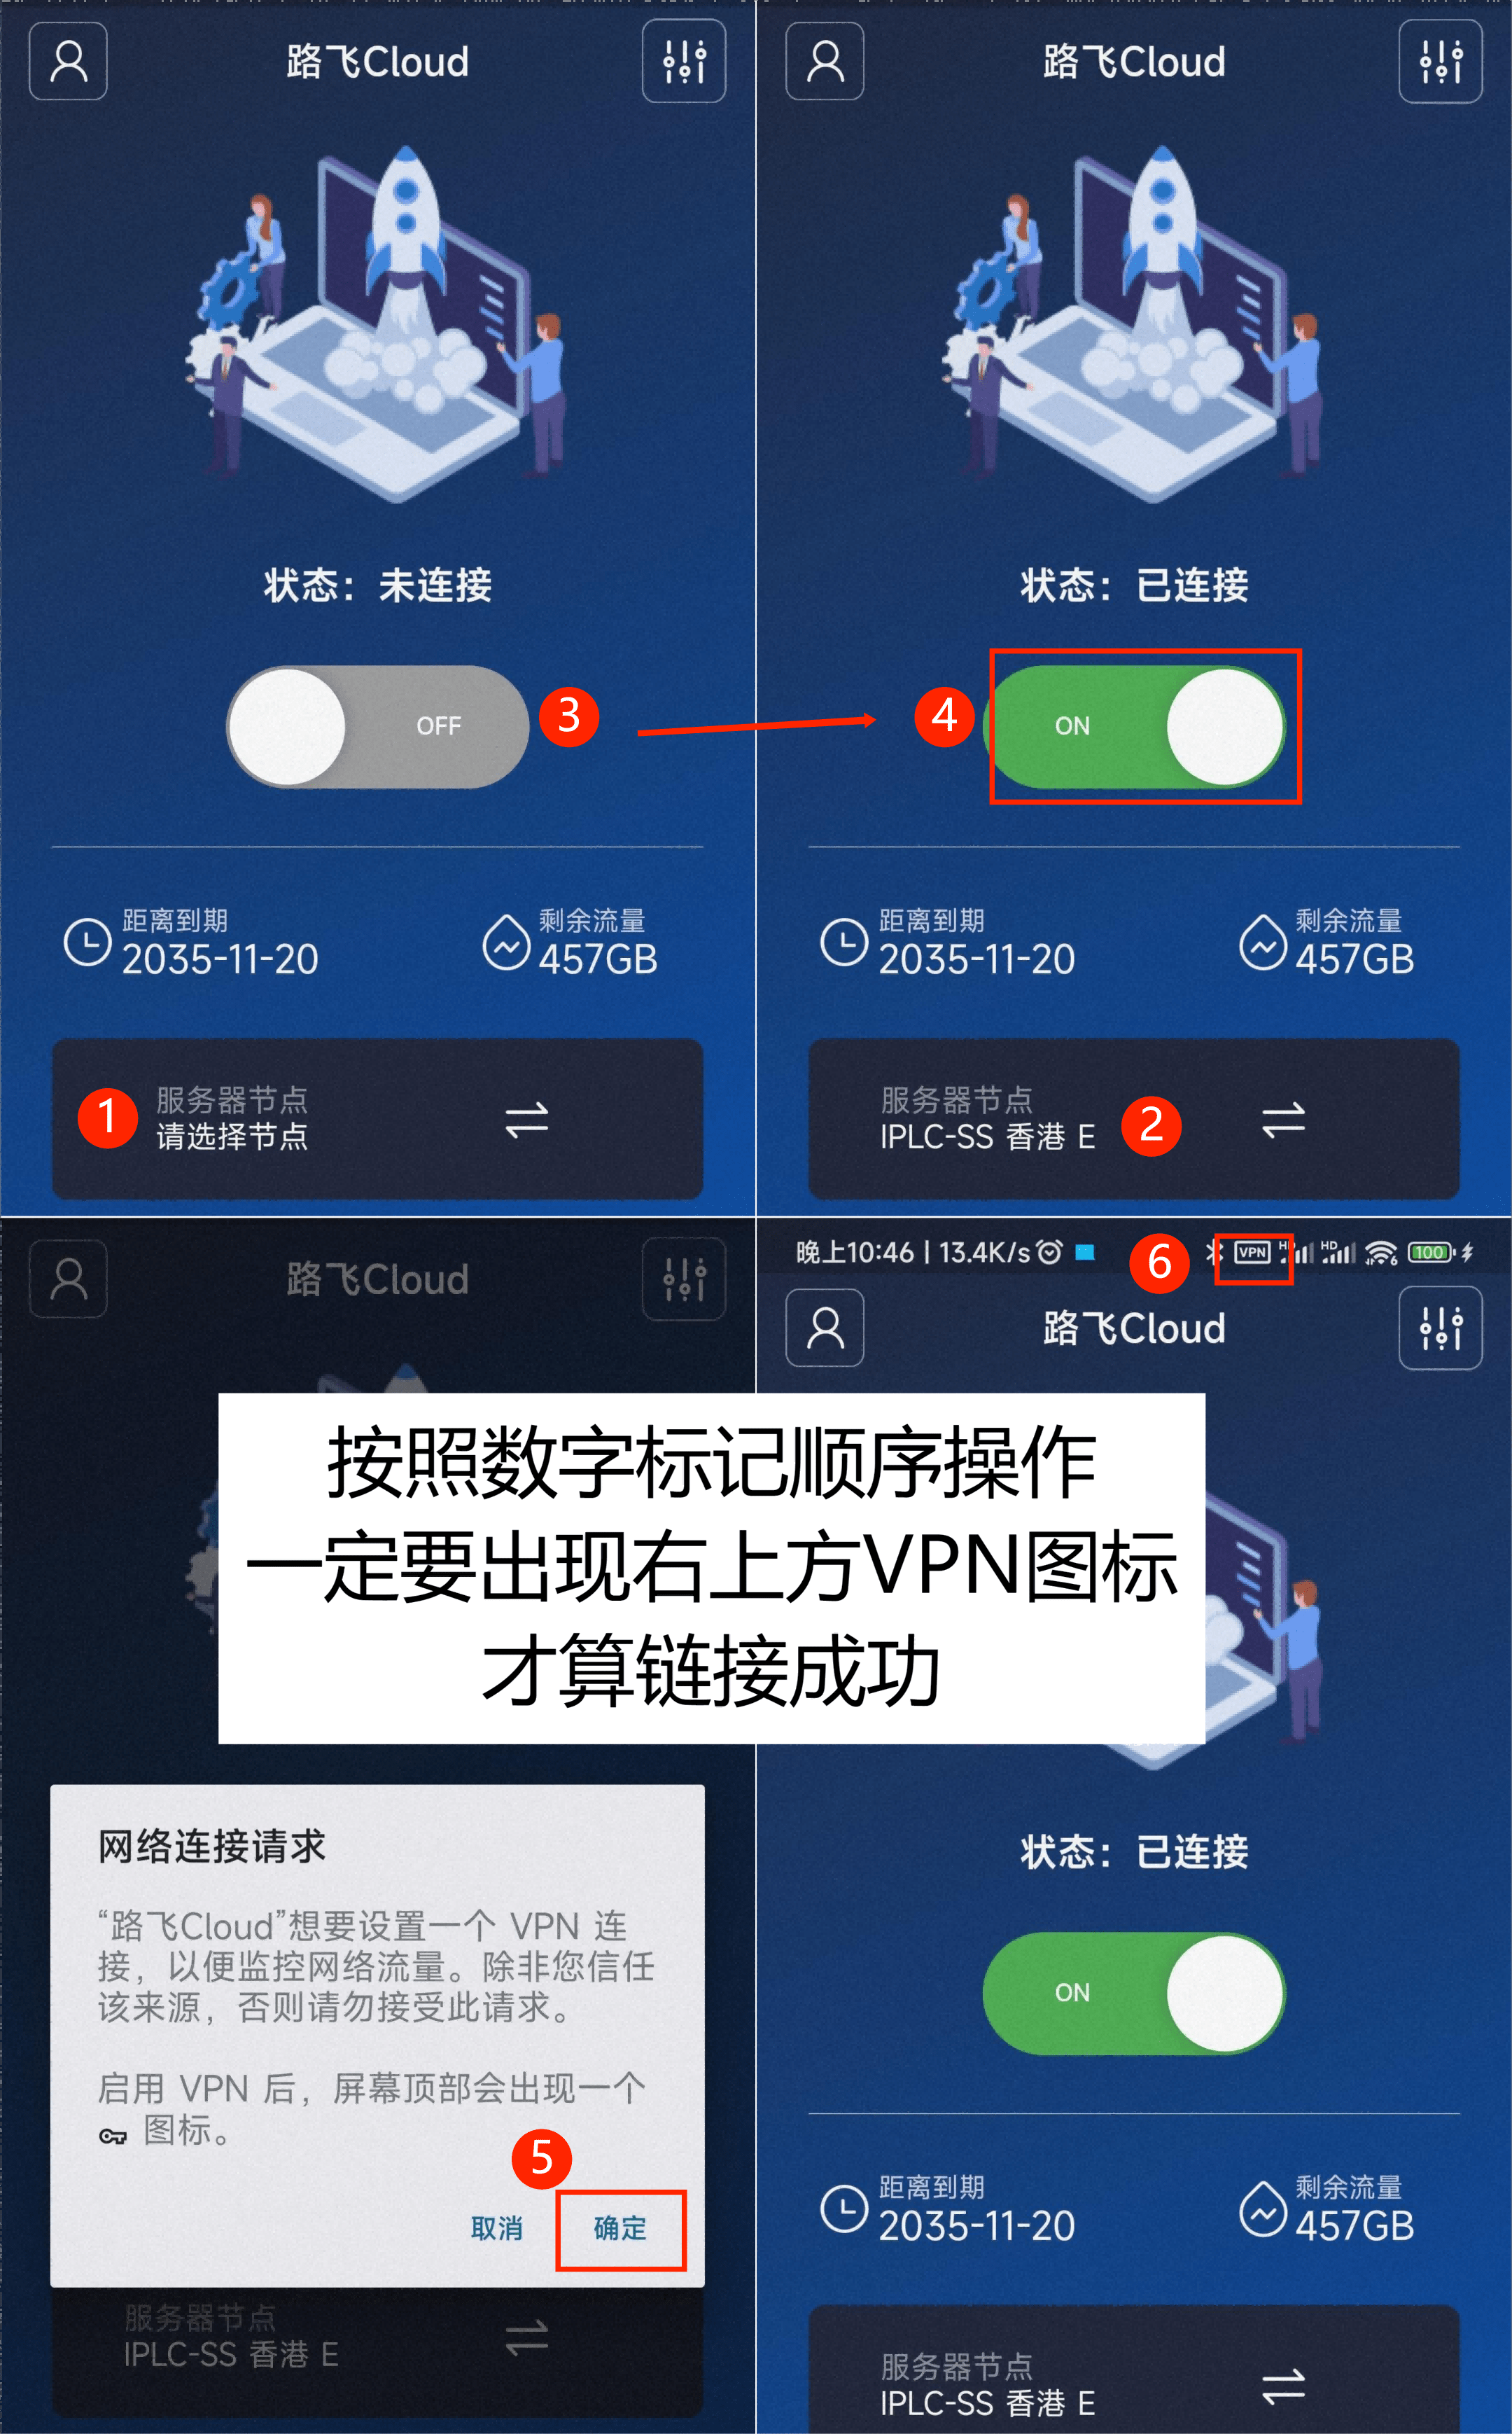 路飞Cloud
状态：未连接
OFF
3
距离到期
2035-11-20
剩余流量
457GB
1
服务器节点
请选择节点
路飞Cloud
状态：已连接
4
ON
距离到期
2035-11-20
剩余流量
457GB
服务器节点
IPLC-SS 香港 E
2
路飞Cloud
晚上10:46 | 13.4K/s
6
VPN
HD
HD
6
100
路飞Cloud
按照数字标记顺序操作
一定要出现右上方VPN图标
才算链接成功
网络连接请求
“路飞Cloud”想要设置一个 VPN 连
接，以便监控网络流量。除非您信任
该来源，否则请勿接受此请求。
启用 VPN 后，屏幕顶部会出现一个
图标。
5
取消
确定
服务器节点
IPLC-SS 香港 E
状态：已连接
ON
距离到期
2035-11-20
剩余流量
457GB
服务器节点
IPLC-SS 香港 E